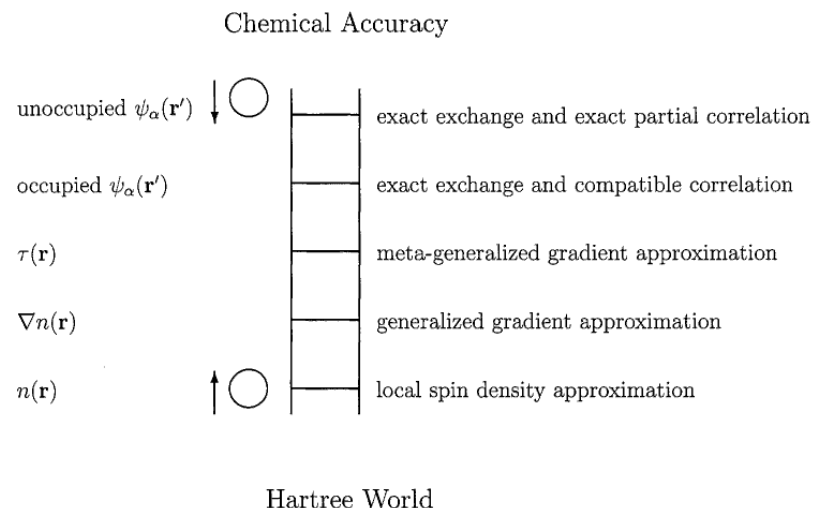 Chemical Accuracy
unoccupied ψα(r′) exact exchange and exact partial correlation
occupied ψα(r′) exact exchange and compatible correlation
τ(r) meta-generalized gradient approximation
∇n(r) generalized gradient approximation
n(r) local spin density approximation
Hartree World